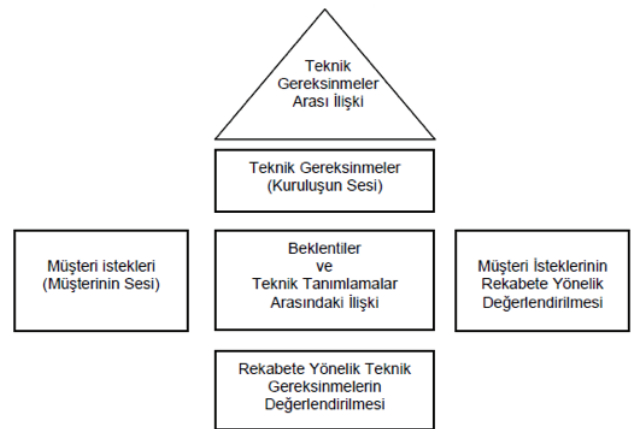 Teknik
Gereksinmeler
Arası İlişki
Teknik Gereksinmeler
(Kuruluşun Sesi)
Müşteri istekleri
(Müşterinin Sesi)
Beklentiler
ve
Teknik Tanımlamalar
Arasındaki İlişki
Müşteri İsteklerinin
Rekabete Yönelik
Değerlendirilmesi
Rekabete Yönelik Teknik
Gereksinmelerin
Değerlendirilmesi